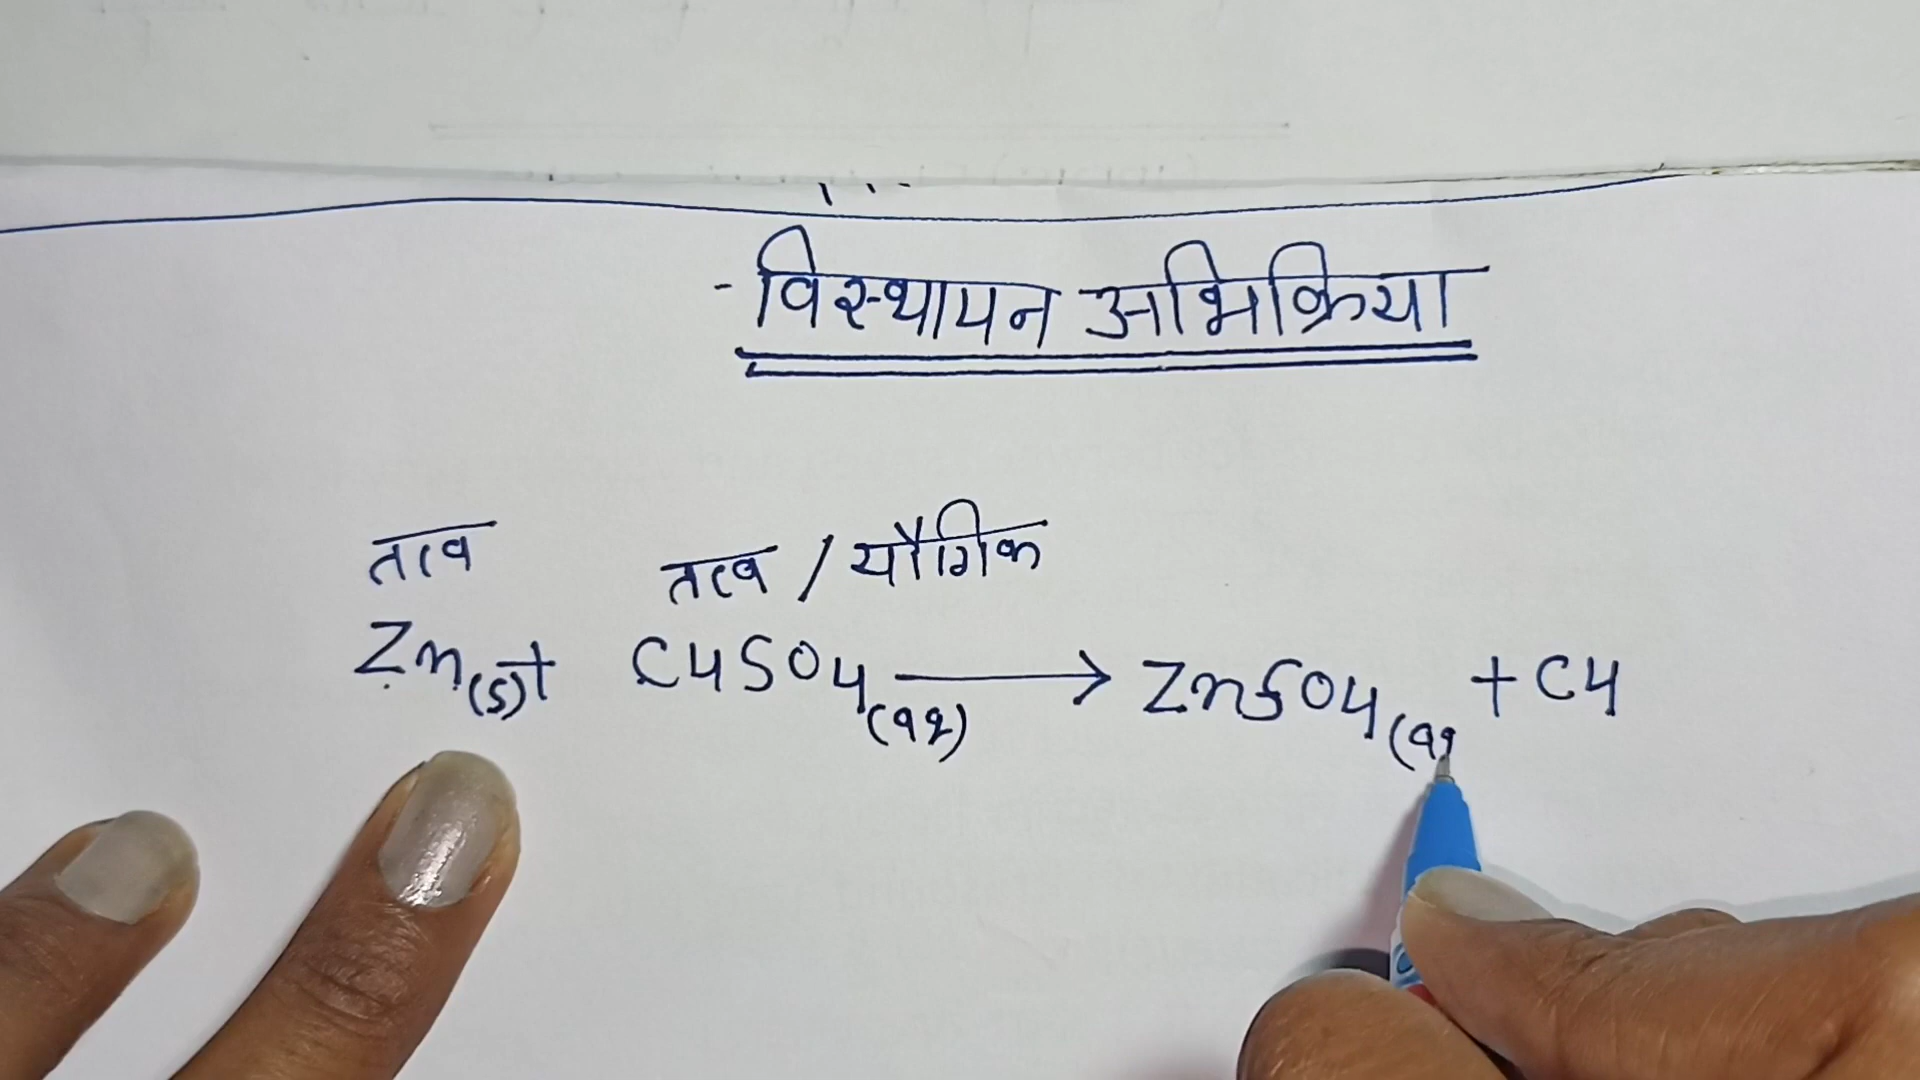 - विस्थापन अभिक्रिया
तत्व तत्व / यौगिक
Zn(s) + CuSO4(aq) → ZnSO4(aq + Cu